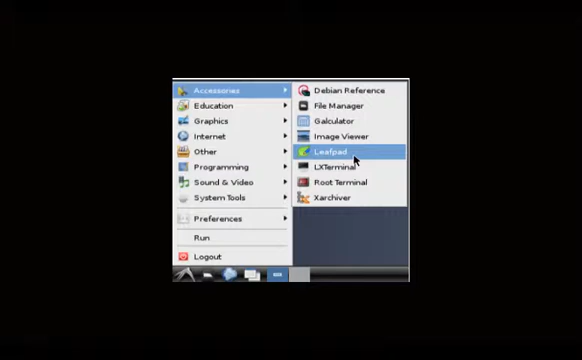 Accessories
Education
Graphics
Internet
Other
Programming
Sound & Video
System Tools
Preferences
Run
Logout
Debian Reference
File Manager
Galculator
Image Viewer
Leafpad
LXTerminal
Root Terminal
Xarchiver